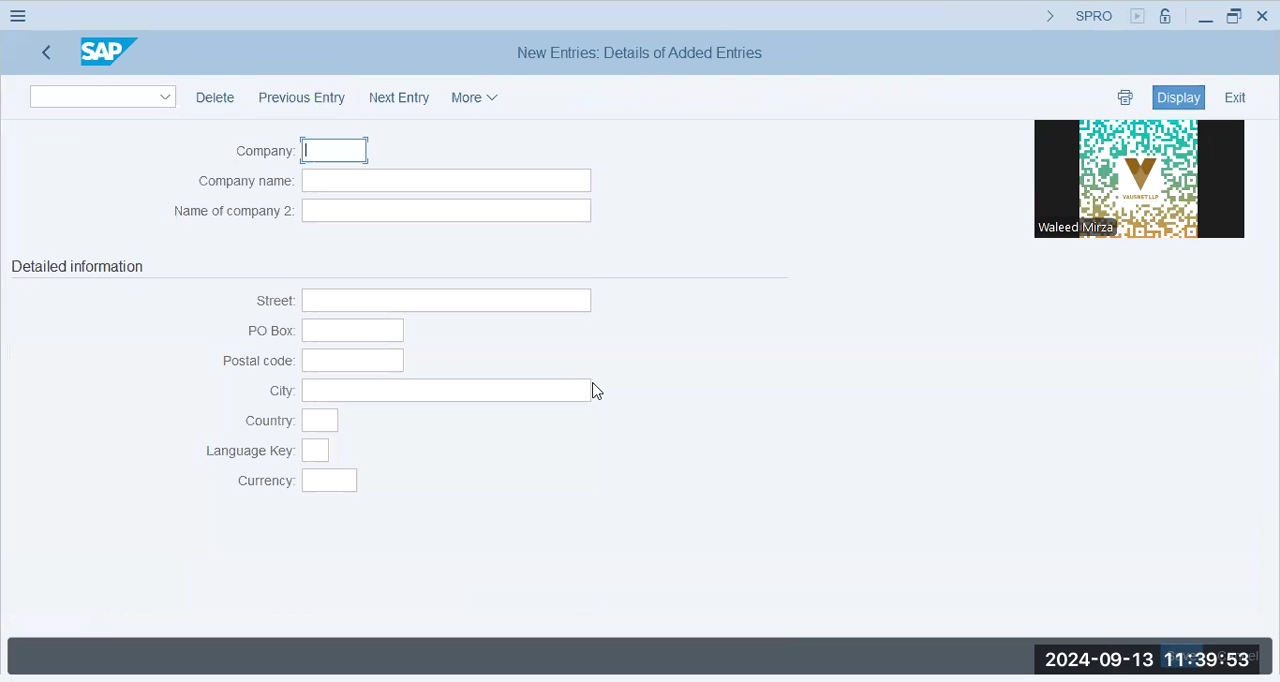 SPRO
SAP
New Entries: Details of Added Entries
Delete
Previous Entry
Next Entry
More
Display
Exit
Company:
Company name:
Name of company 2:
VAUSNET LLP
Waleed Mirza
Detailed information
Street:
PO Box:
Postal code:
City:
Country:
Language Key:
Currency:
2024-09-13 11:39:53